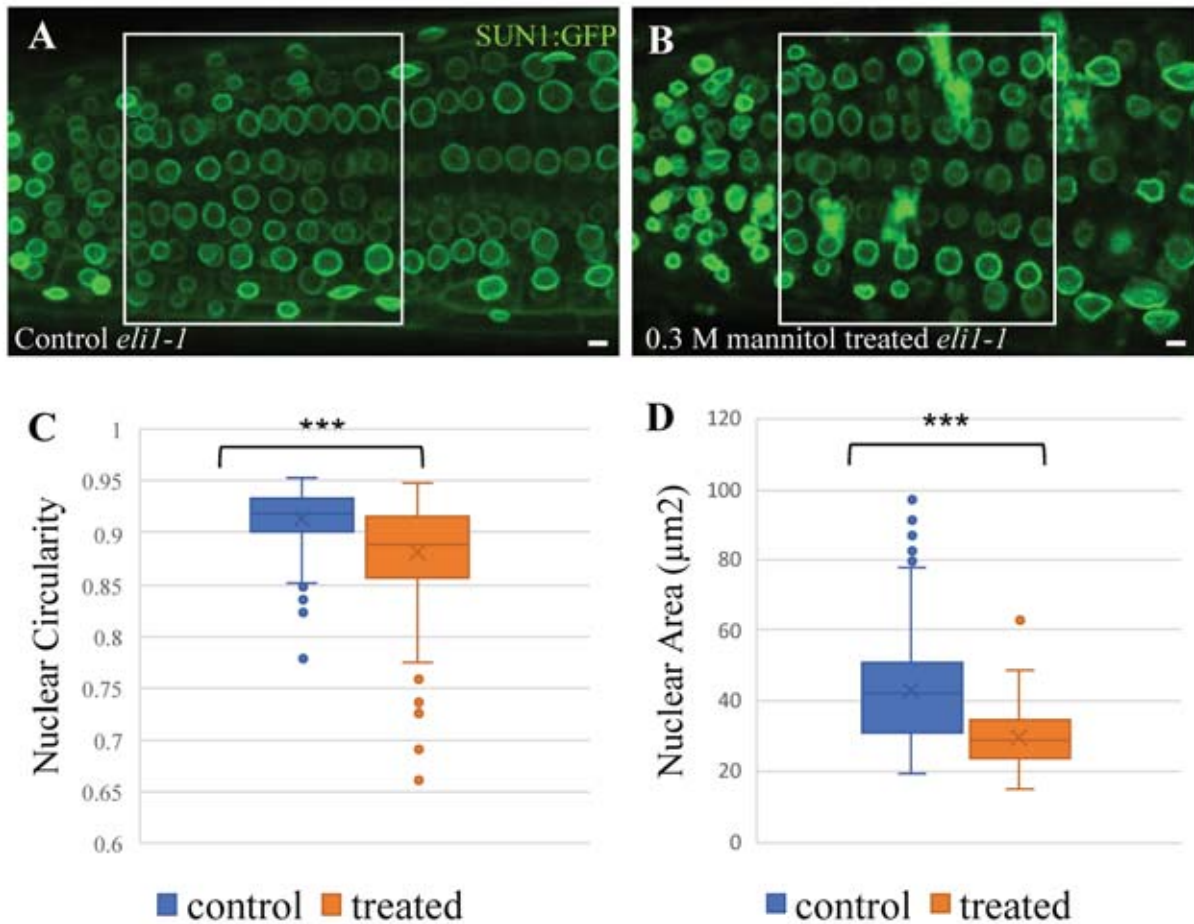 A
SUN1:GFP
Control eli1-1
B
0.3 M mannitol treated eli1-1
C
***
Nuclear Circularity
1
0.95
0.9
0.85
0.8
0.75
0.7
0.65
0.6
control
treated
D
***
Nuclear Area (μm2)
120
100
80
60
40
20
0
control
treated